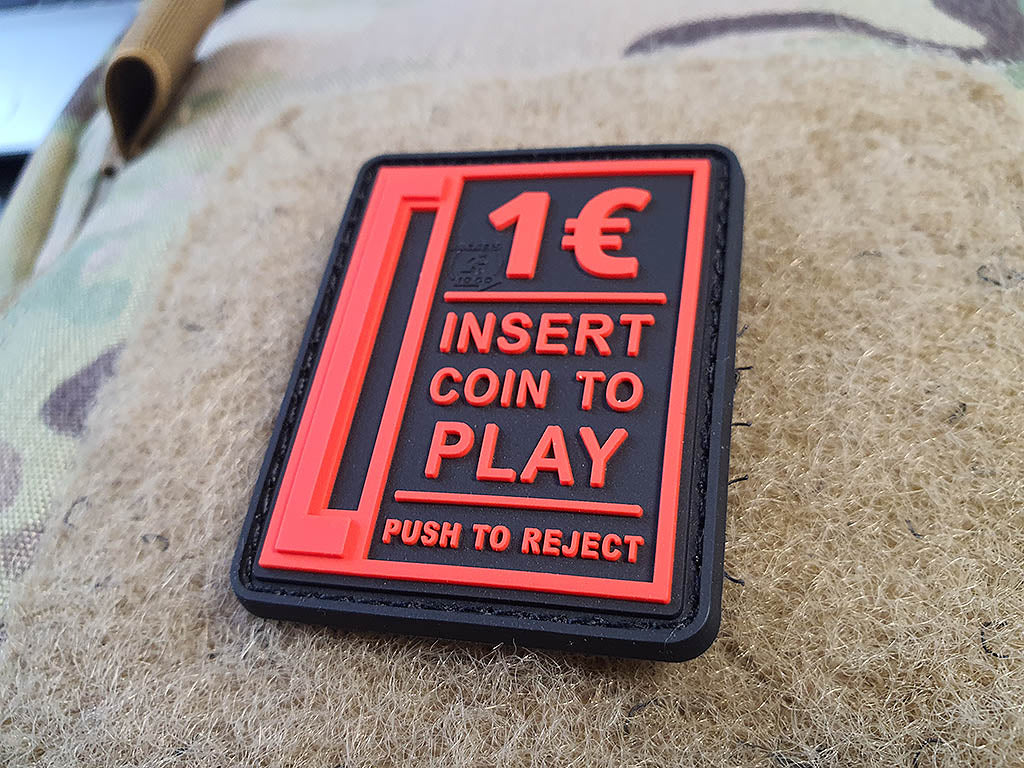 1€
INSERT
COIN TO
PLAY
PUSH TO REJECT